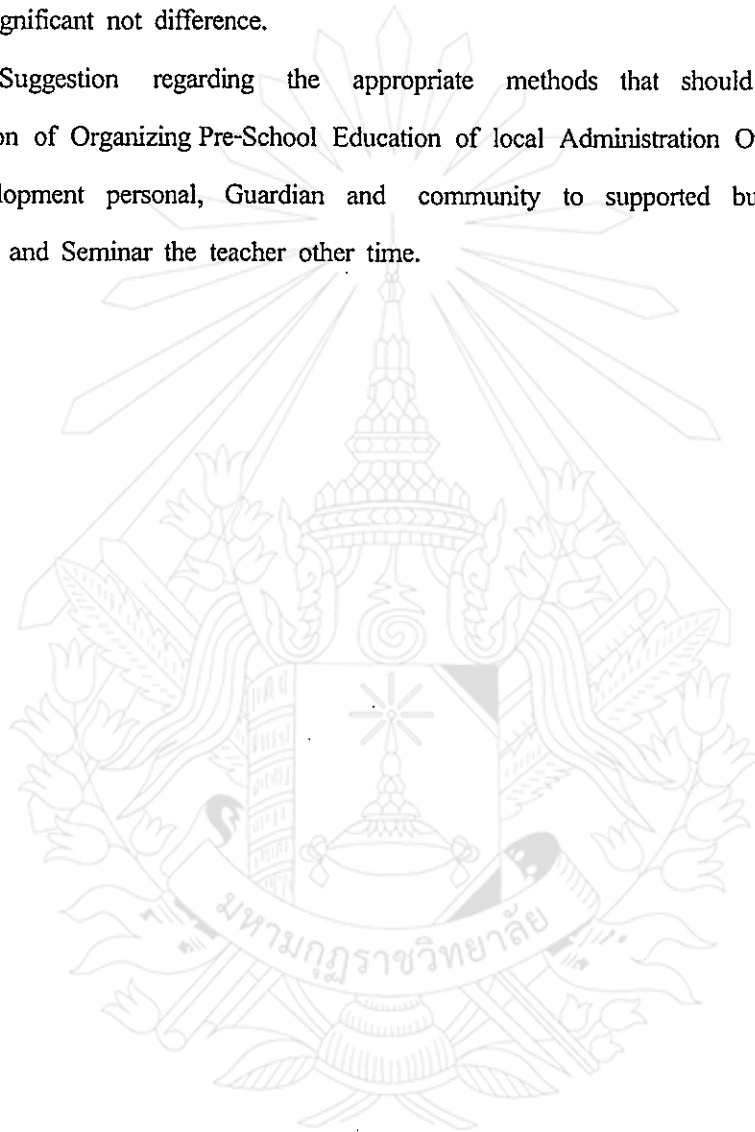 gnificant not difference.
Suggestion regarding the appropriate methods that should
on of Organizing Pre-School Education of local Administration O
lopment personal, Guardian and community to supported bu
and Seminar the teacher other time.
มหามกุฏราชวิทยาลัย